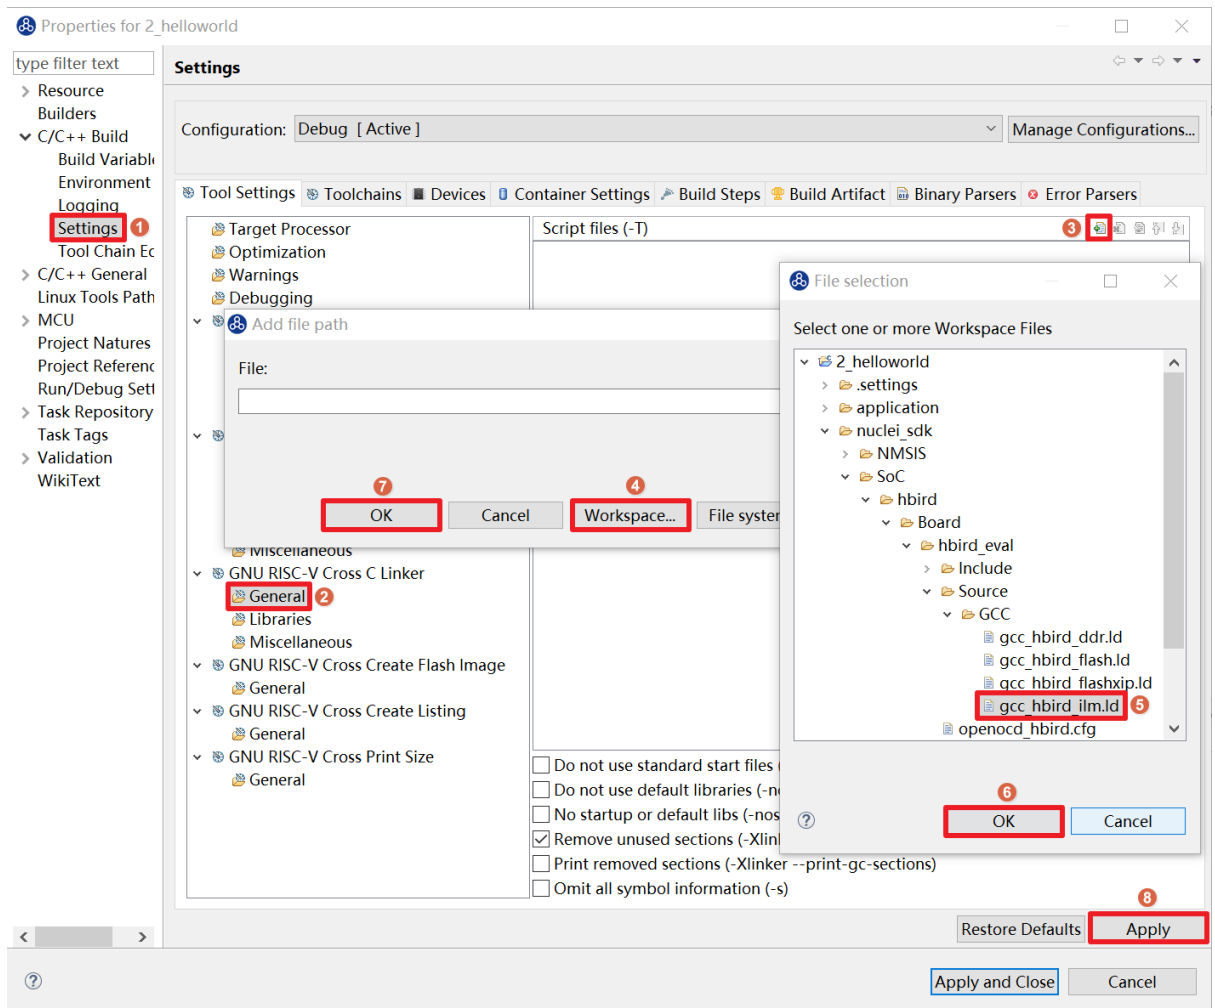 Properties for 2_helloworld
type filter text
Settings
Resource
Builders
C/C++ Build
Build Variable
Environment
Logging
Settings
1
Tool Chain Ec
C/C++ General
Linux Tools Path
MCU
Project Natures
Project Referenc
Run/Debug Sett
Task Repository
Task Tags
Validation
WikiText
Configuration:
Debug [ Active ]
Manage Configurations...
Tool Settings
Toolchains
Devices
Container Settings
Build Steps
Build Artifact
Binary Parsers
Error Parsers
Target Processor
Optimization
Warnings
Debugging
Script files (-T)
3
Add file path
File:
7
4
OK
Cancel
Workspace...
File syster
Miscellaneous
GNU RISC-V Cross C Linker
General
2
Libraries
Miscellaneous
GNU RISC-V Cross Create Flash Image
General
GNU RISC-V Cross Create Listing
General
GNU RISC-V Cross Print Size
General
File selection
Select one or more Workspace Files
2_helloworld
.settings
application
nuclei_sdk
NMSIS
SoC
hbird
Board
hbird_eval
Include
Source
GCC
gcc_hbird_ddr.ld
gcc_hbird_flash.ld
gcc_hbird_flashxip.ld
gcc_hbird_ilm.ld
5
openocd_hbird.cfg
6
?
OK
Cancel
Do not use standard start files (
Do not use default libraries (-no
No startup or default libs (-nos
Remove unused sections (-Xlin
Print removed sections (-Xlinker --print-gc-sections)
Omit all symbol information (-s)
8
Restore Defaults
Apply
?
Apply and Close
Cancel